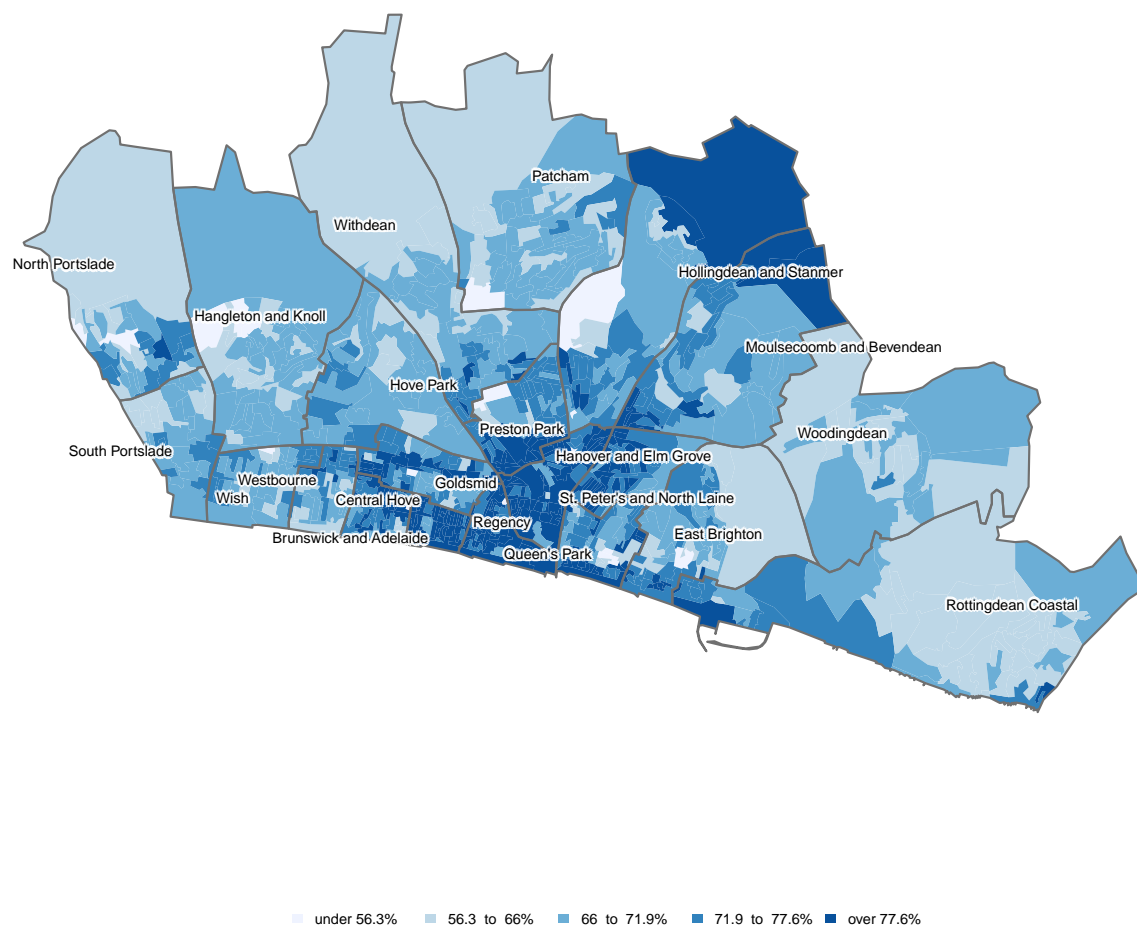 Patcham
Withdean
North Portslade
Hollingdean and Stanmer
Hangleton and Knoll
Moulsecoomb and Bevendean
Hove Park
Preston Park
Woodingdean
South Portslade
Hanover and Elm Grove
Westbourne
Goldsmid
Wish
Central Hove
St. Peter's and North Laine
Regency
Brunswick and Adelaide
East Brighton
Queen's Park
Rottingdean Coastal
under 56.3% 56.3 to 66% 66 to 71.9% 71.9 to 77.6% over 77.6%